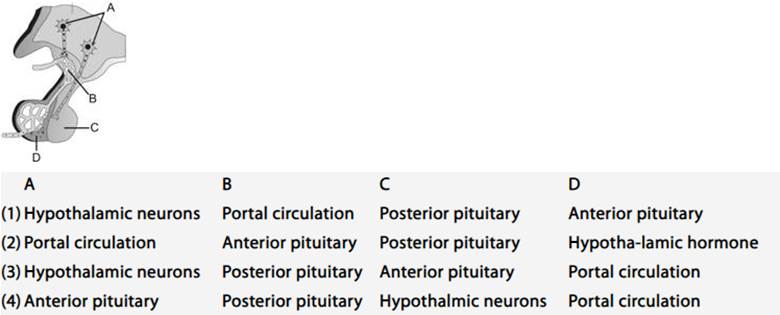 A
B
C
D
A B C D
(1) Hypothalamic neurons Portal circulation Posterior pituitary Anterior pituitary
(2) Portal circulation Anterior pituitary Posterior pituitary Hypotha-lamic hormone
(3) Hypothalamic neurons Posterior pituitary Anterior pituitary Portal circulation
(4) Anterior pituitary Posterior pituitary Hypothalmic neurons Portal circulation